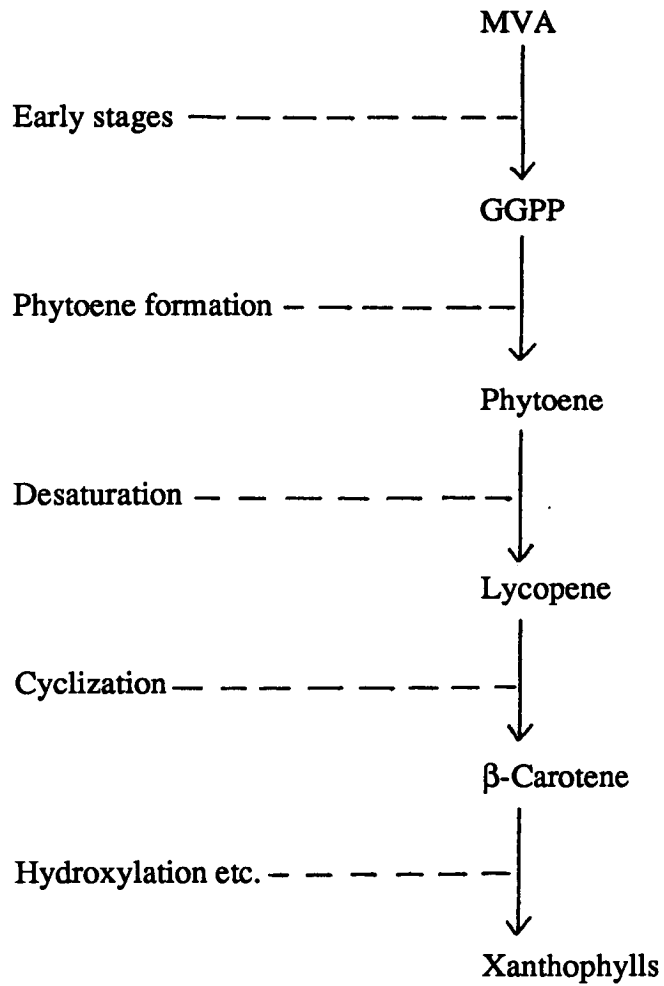 MVA
Early stages
GGPP
Phytoene formation
Phytoene
Desaturation
Lycopene
Cyclization
β-Carotene
Hydroxylation etc.
Xanthophylls